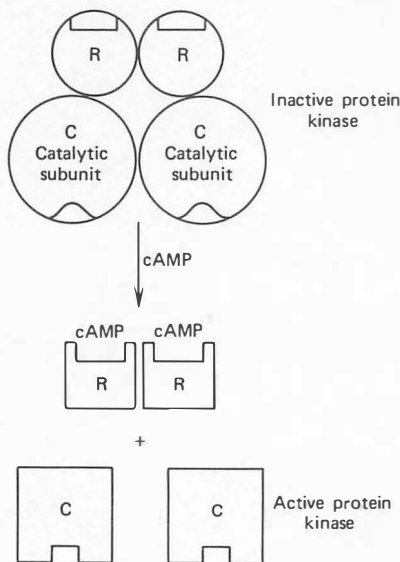 R R
Inactive protein
kinase
C C
Catalytic Catalytic
subunit subunit
cAMP
cAMP cAMP
R R
+
C C
Active protein
kinase